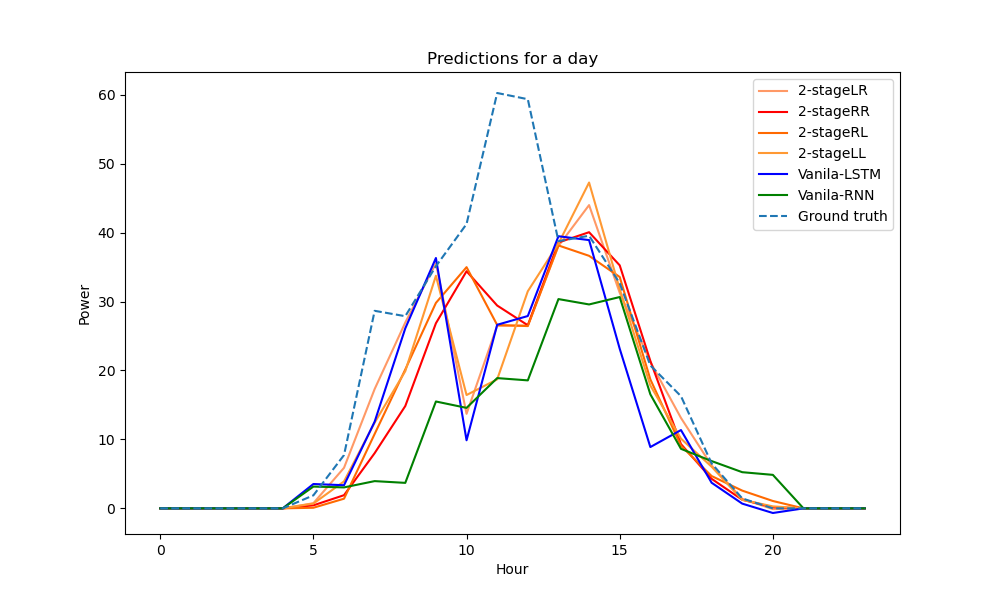 Predictions for a day
60
50
40
30
20
10
0
Power
0 5 10 15 20
Hour
2-stageLR
2-stageRR
2-stageRL
2-stageLL
Vanila-LSTM
Vanila-RNN
Ground truth